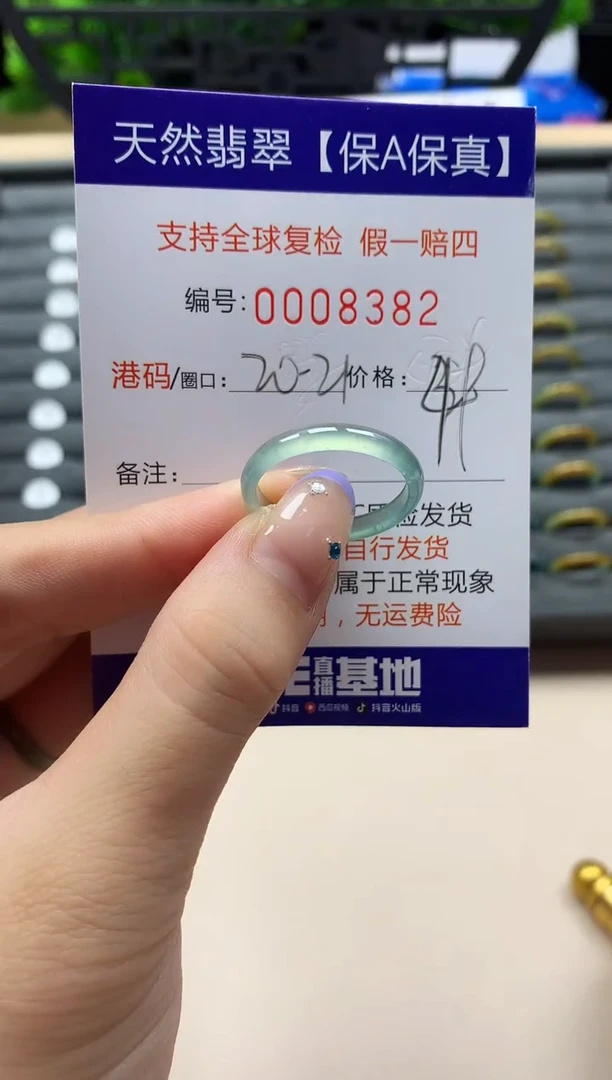 天然翡翠【保A保真】
支持全球复检 假一赔四
编号:0008382
港码/圈口: 20-21 价格:
备注:
检发货
自行发货
属于正常现象
,无运费险
直播基地
抖音 西瓜视频 抖音火山版